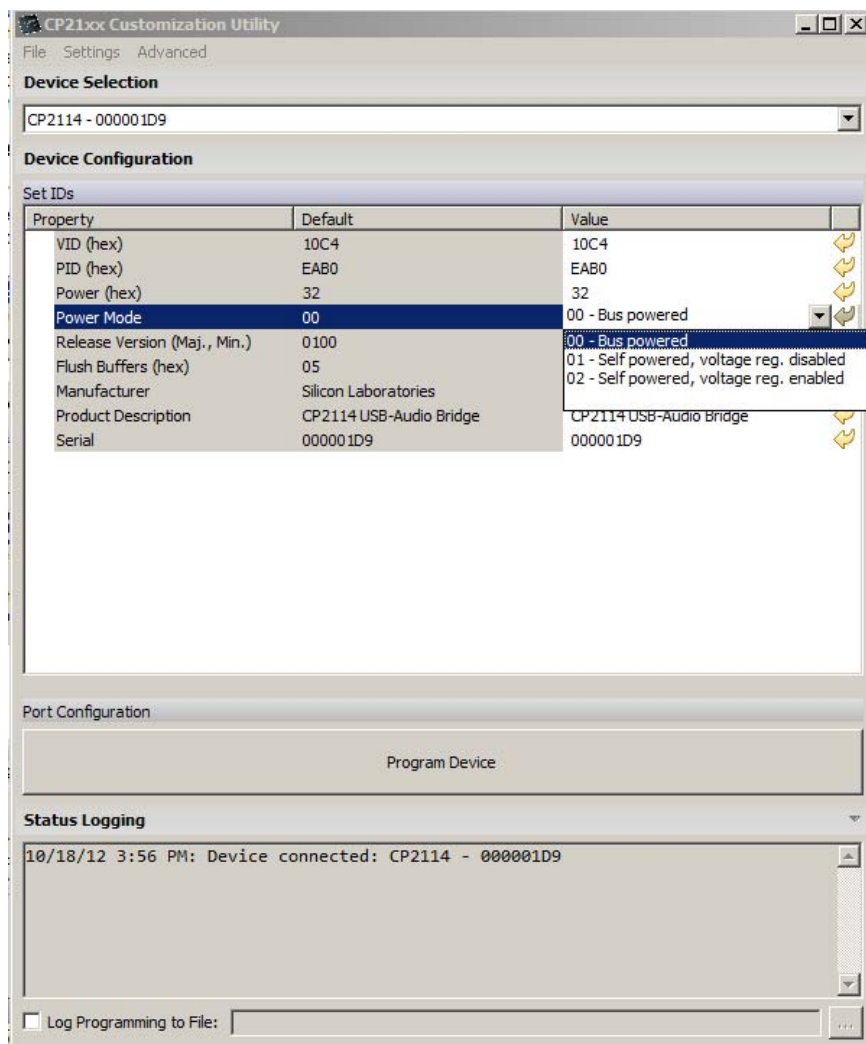 CP21xx Customization Utility
File Settings Advanced
Device Selection
CP2114 - 000001D9
Device Configuration
Set IDs
Property Default Value
VID (hex) 10C4 10C4
PID (hex) EAB0 EAB0
Power (hex) 32 32
Power Mode 00 00 - Bus powered
00 - Bus powered
Release Version (Maj., Min.) 0100 01 - Self powered, voltage reg. disabled
Flush Buffers (hex) 05 02 - Self powered, voltage reg. enabled
Manufacturer Silicon Laboratories
Product Description CP2114 USB-Audio Bridge CP2114 USB-Audio Bridge
Serial 000001D9 000001D9
Port Configuration
Program Device
Status Logging
10/18/12 3:56 PM: Device connected: CP2114 - 000001D9
Log Programming to File: ...